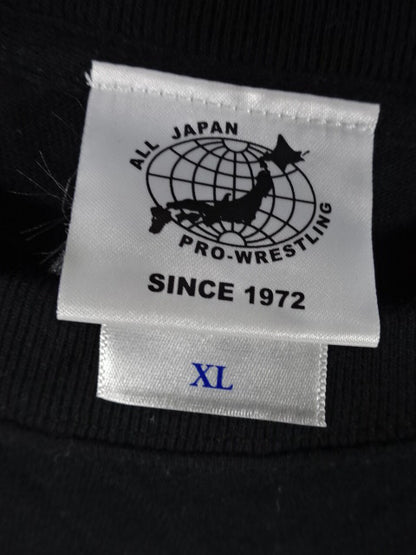 ALL JAPAN
PRO-WRESTLING
SINCE 1972
XL